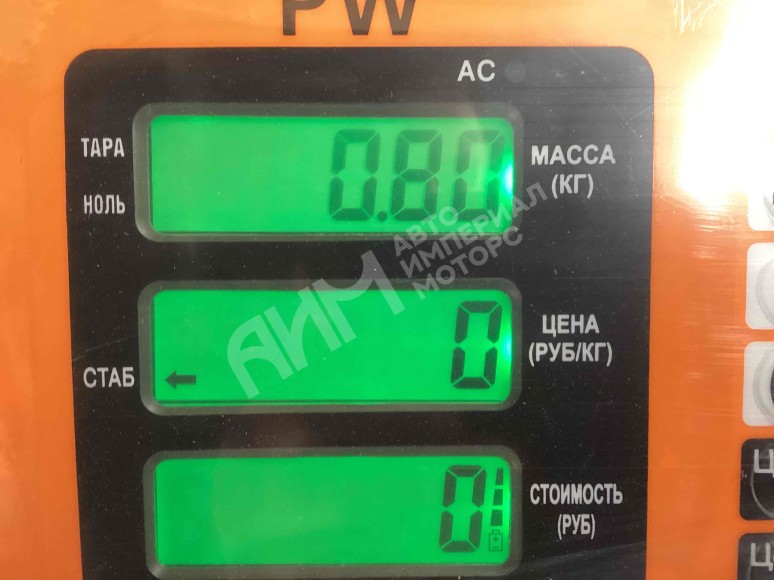 PW
AC
ТАРА
НОЛЬ
0.80
МАССА
(КГ)
АИМ
АВТО
ИМПЕРИАЛ
МОТОРС
СТАБ
0
ЦЕНА
(РУБ/КГ)
0
СТОИМОСТЬ
(РУБ)
Ц
Ц